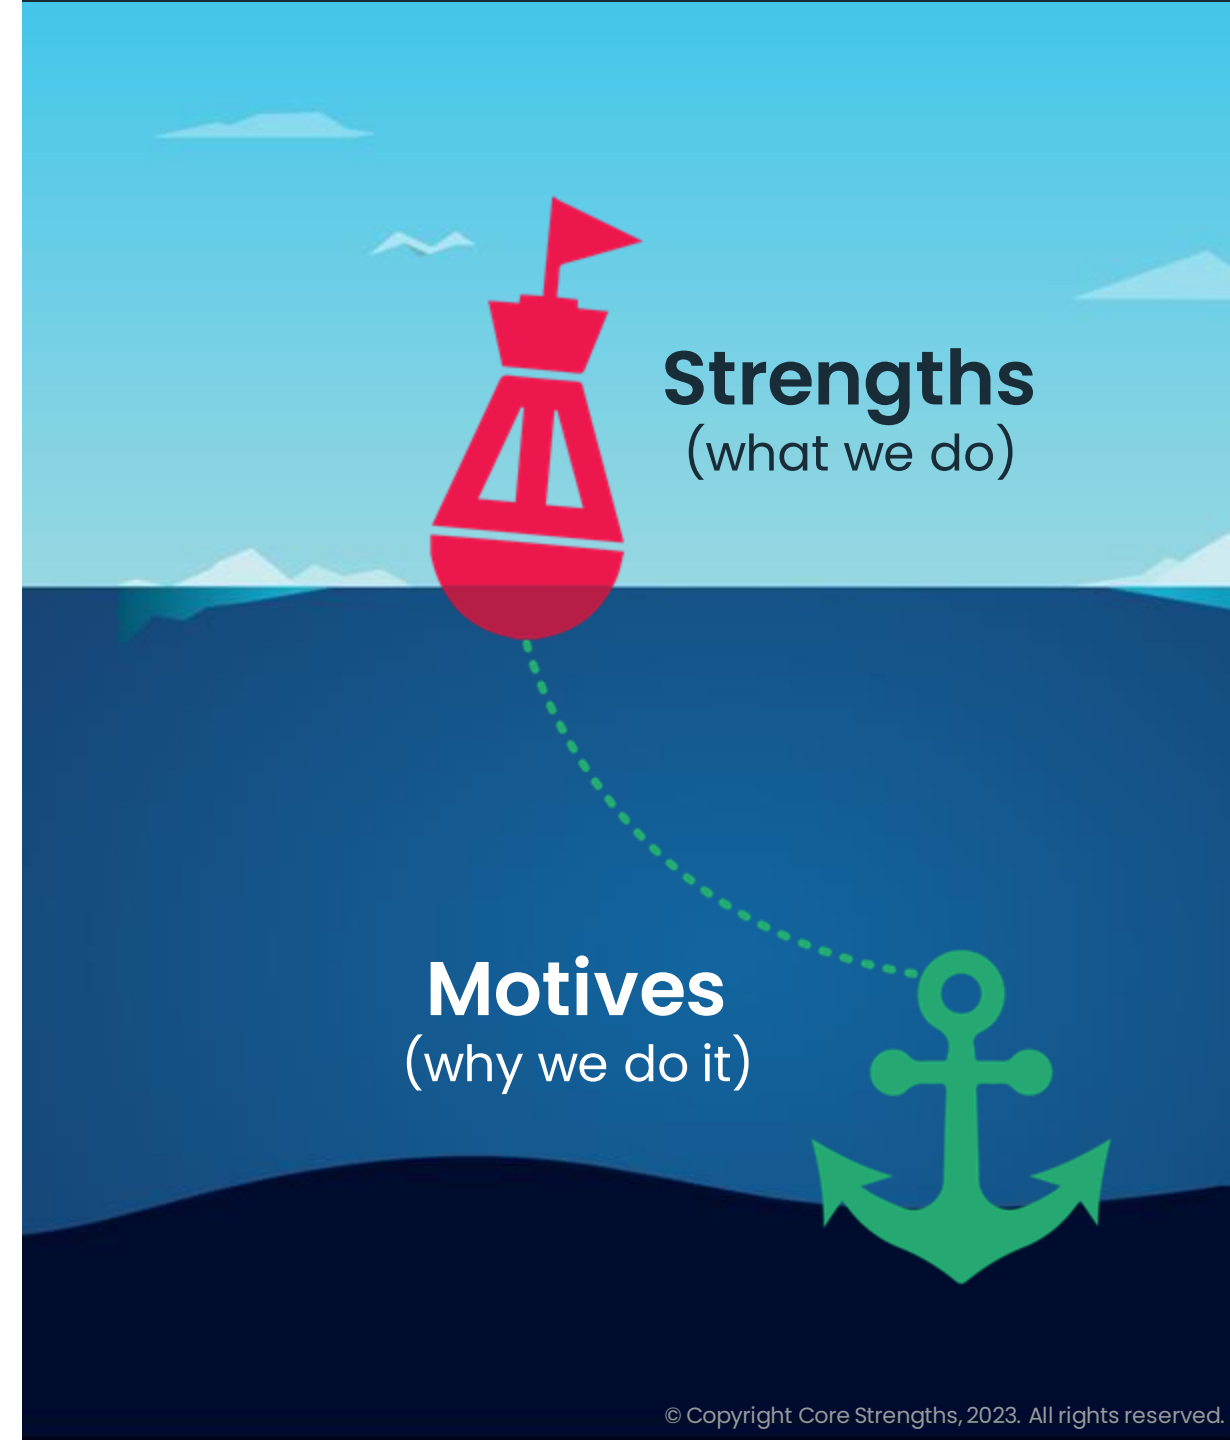 Strengths
(what we do)
Motives
(why we do it)
© Copyright Core Strengths, 2023. All rights reserved.